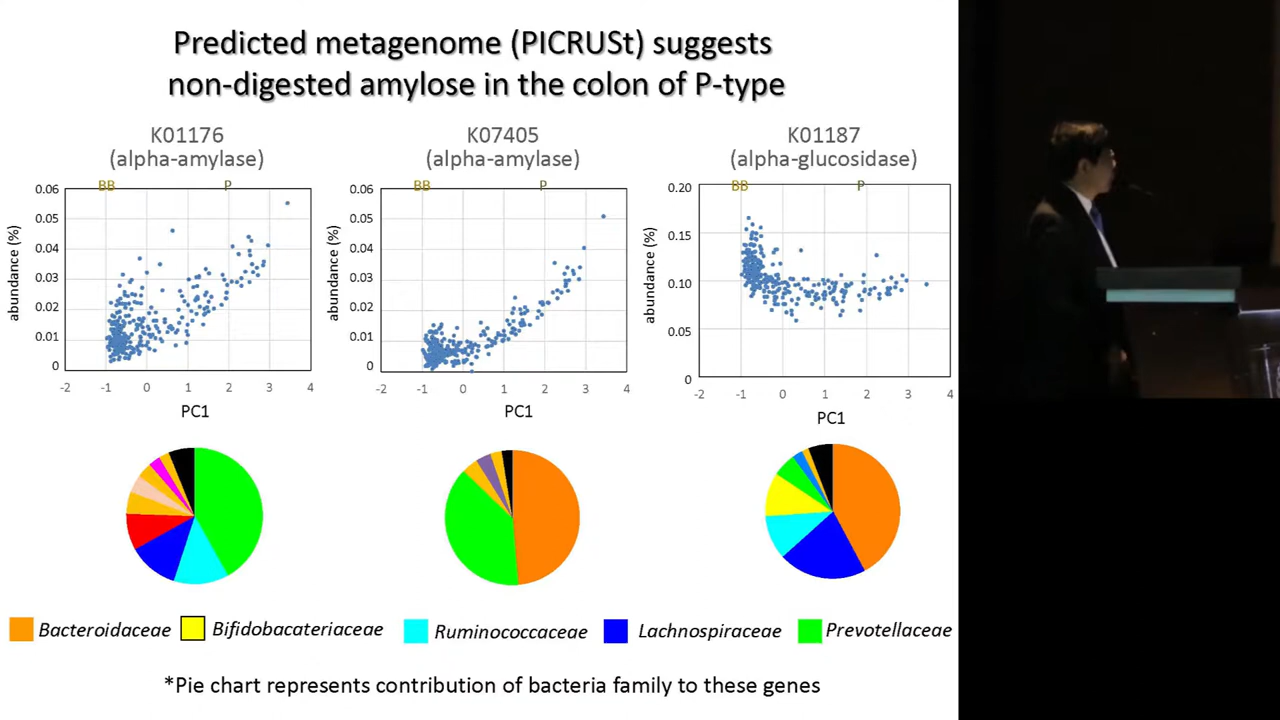 Predicted metagenome (PICRUSt) suggests
non-digested amylose in the colon of P-type
K01176
(alpha-amylase)
BB
P
0.06
0.05
0.04
0.03
0.02
0.01
0
abundance (%)
-2 -1 0 1 2 3 4
PC1
K07405
(alpha-amylase)
BB
P
0.06
0.05
0.04
0.03
0.02
0.01
0
abundance (%)
-2 -1 0 1 2 3 4
PC1
K01187
(alpha-glucosidase)
BB
P
0.20
0.15
0.10
0.05
0
abundance (%)
-2 -1 0 1 2 3 4
PC1
Bacteroidaceae Bifidobacateriaceae Ruminococcaceae Lachnospiraceae Prevotellaceae
*Pie chart represents contribution of bacteria family to these genes